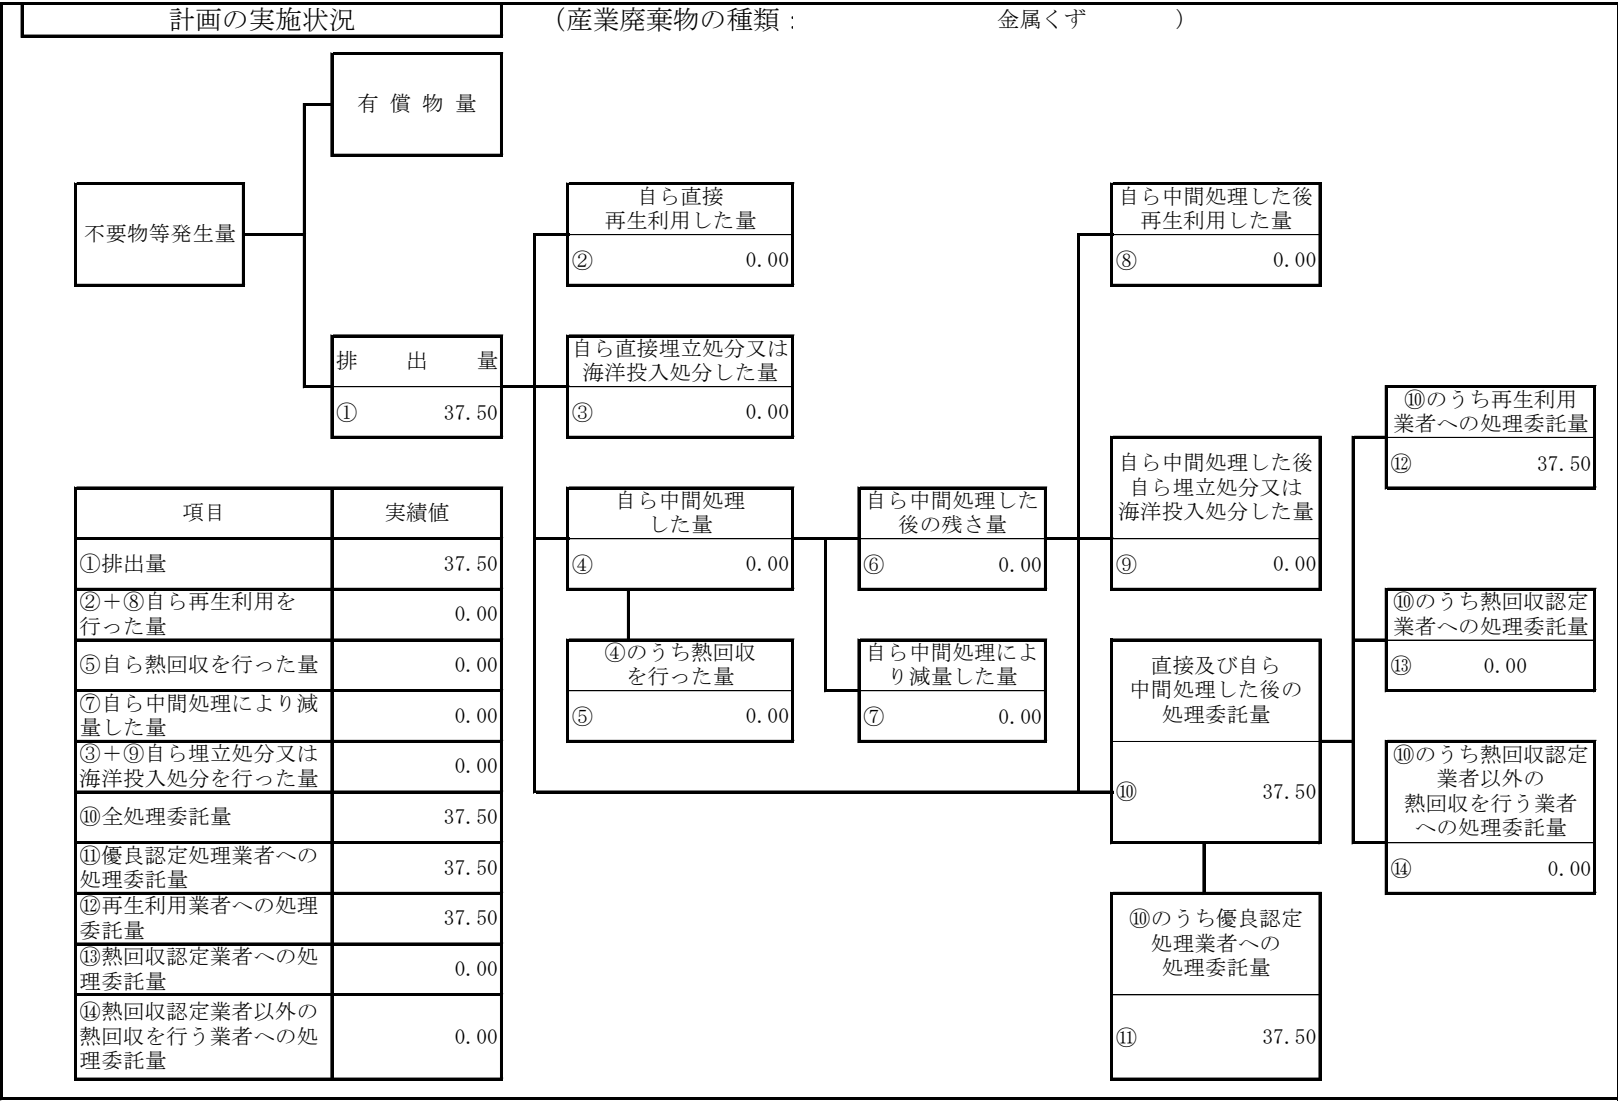 計画の実施状況
（産業廃棄物の種類： 金属くず ）
有償物量
不要物等発生量
自ら直接
再生利用した量
② 0.00
自ら中間処理した後
再生利用した量
⑧ 0.00
排出量
① 37.50
自ら直接埋立処分又は
海洋投入処分した量
③ 0.00
⑩のうち再生利用
業者への処理委託量
⑫ 37.50
自ら中間処理した後
自ら埋立処分又は
海洋投入処分した量
⑨ 0.00
自ら中間処理
した量
④ 0.00
自ら中間処理した
後の残さ量
⑥ 0.00
⑩のうち熱回収認定
業者への処理委託量
⑬ 0.00
④のうち熱回収
を行った量
⑤ 0.00
自ら中間処理によ
り減量した量
⑦ 0.00
直接及び自ら
中間処理した後の
処理委託量
⑩ 37.50
⑩のうち熱回収認定
業者以外の
熱回収を行う業者
への処理委託量
⑭ 0.00
⑩のうち優良認定
処理業者への
処理委託量
⑪ 37.50
項目 実績値
①排出量 37.50
②＋⑧自ら再生利用を
行った量 0.00
⑤自ら熱回収を行った量 0.00
⑦自ら中間処理により減
量した量 0.00
③＋⑨自ら埋立処分又は
海洋投入処分を行った量 0.00
⑩全処理委託量 37.50
⑪優良認定処理業者への
処理委託量 37.50
⑫再生利用業者への処理
委託量 37.50
⑬熱回収認定業者への処
理委託量 0.00
⑭熱回収認定業者以外の
熱回収を行う業者への処
理委託量 0.00